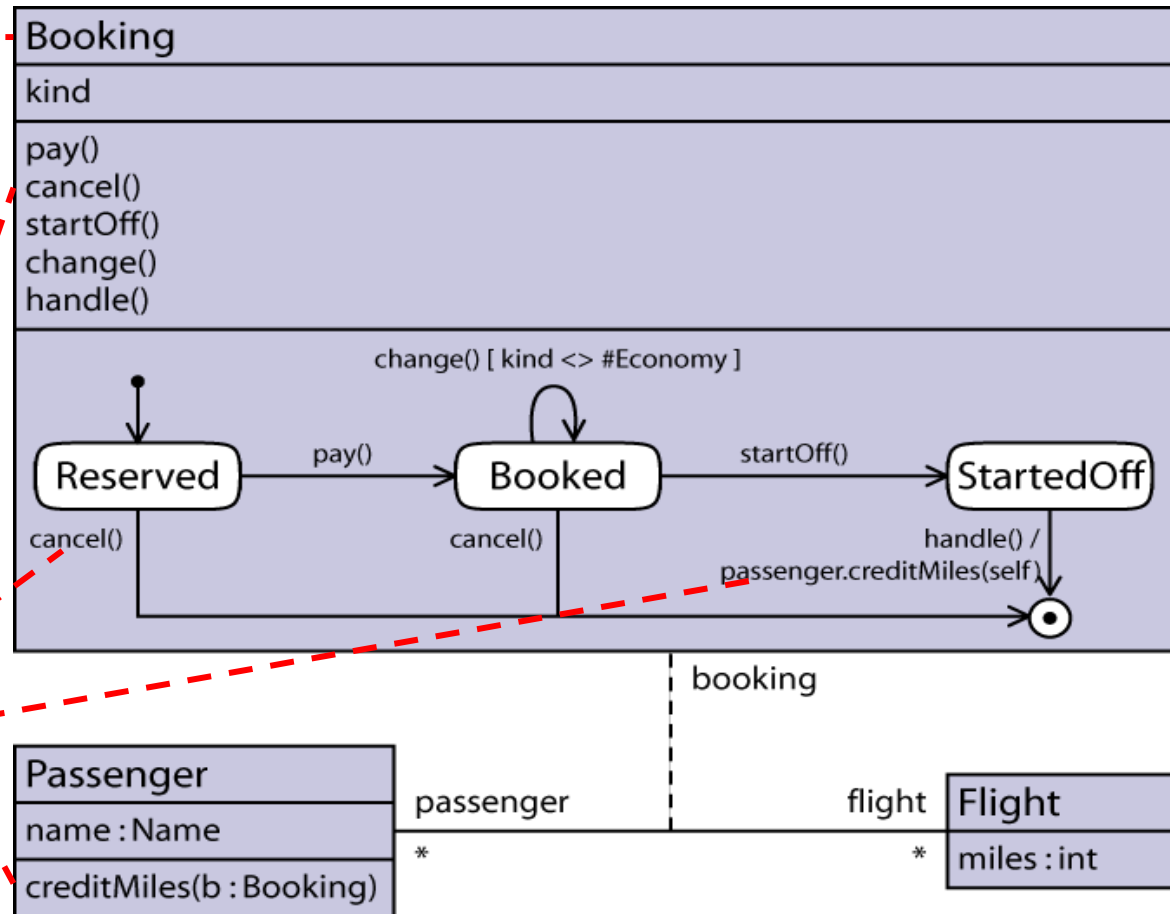 Booking
kind
pay()
cancel()
startOff()
change()
handle()
change() [ kind <> #Economy ]
Reserved
pay()
Booked
startOff()
StartedOff
cancel()
cancel()
handle() /
passenger.creditMiles(self)
booking
Passenger
name : Name
creditMiles(b : Booking)
passenger
*
flight
*
Flight
miles : int